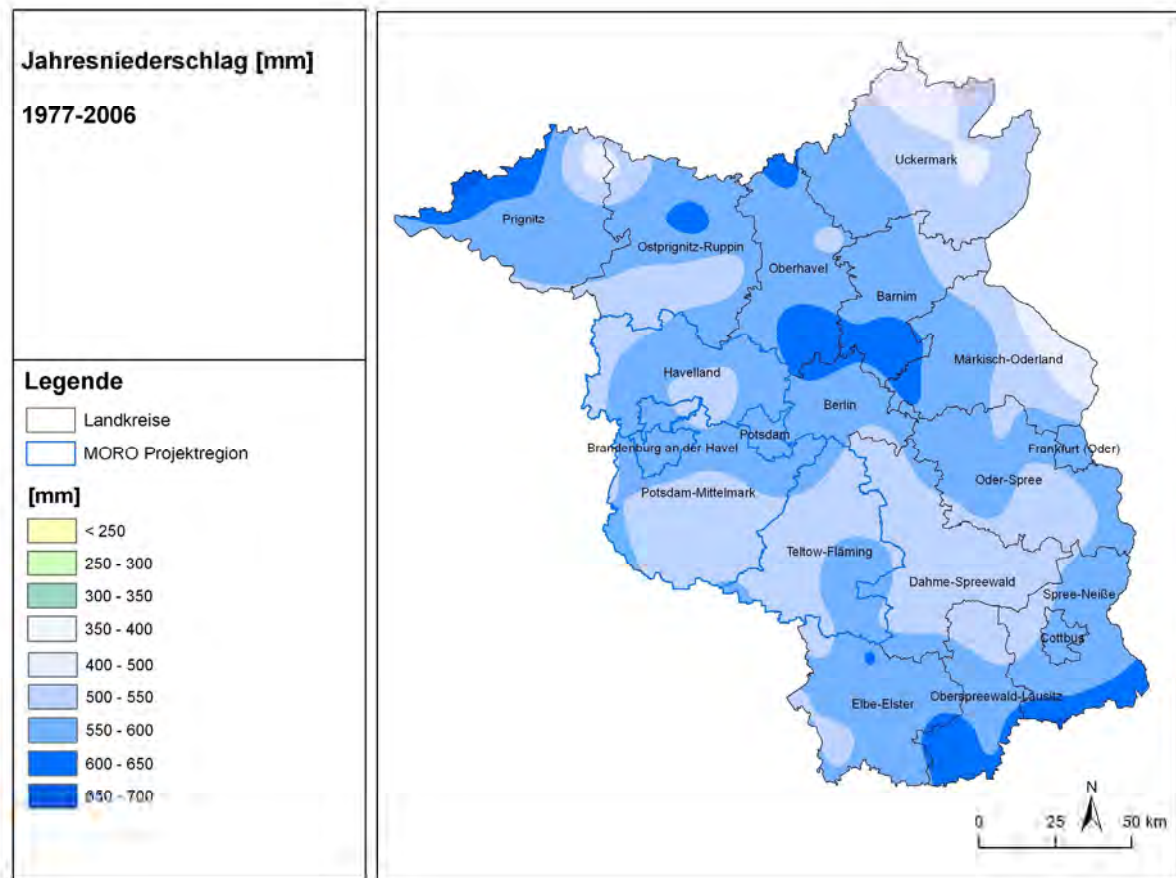 Jahresniederschlag [mm]
1977-2006
Legende
Landkreise
MORO Projektregion
[mm]
< 250
250 - 300
300 - 350
350 - 400
400 - 500
500 - 550
550 - 600
600 - 650
650 - 700
Uckermark
Prignitz
Ostprignitz-Ruppin
Oberhavel
Barnim
Märkisch-Oderland
Havelland
Berlin
Potsdam
Brandenburg an der Havel
Frankfurt (Oder)
Oder-Spree
Potsdam-Mittelmark
Teltow-Fläming
Dahme-Spreewald
Spree-Neiße
Cottbus
Elbe-Elster
Oberspreewald-Lausitz
N
0 25 50 km